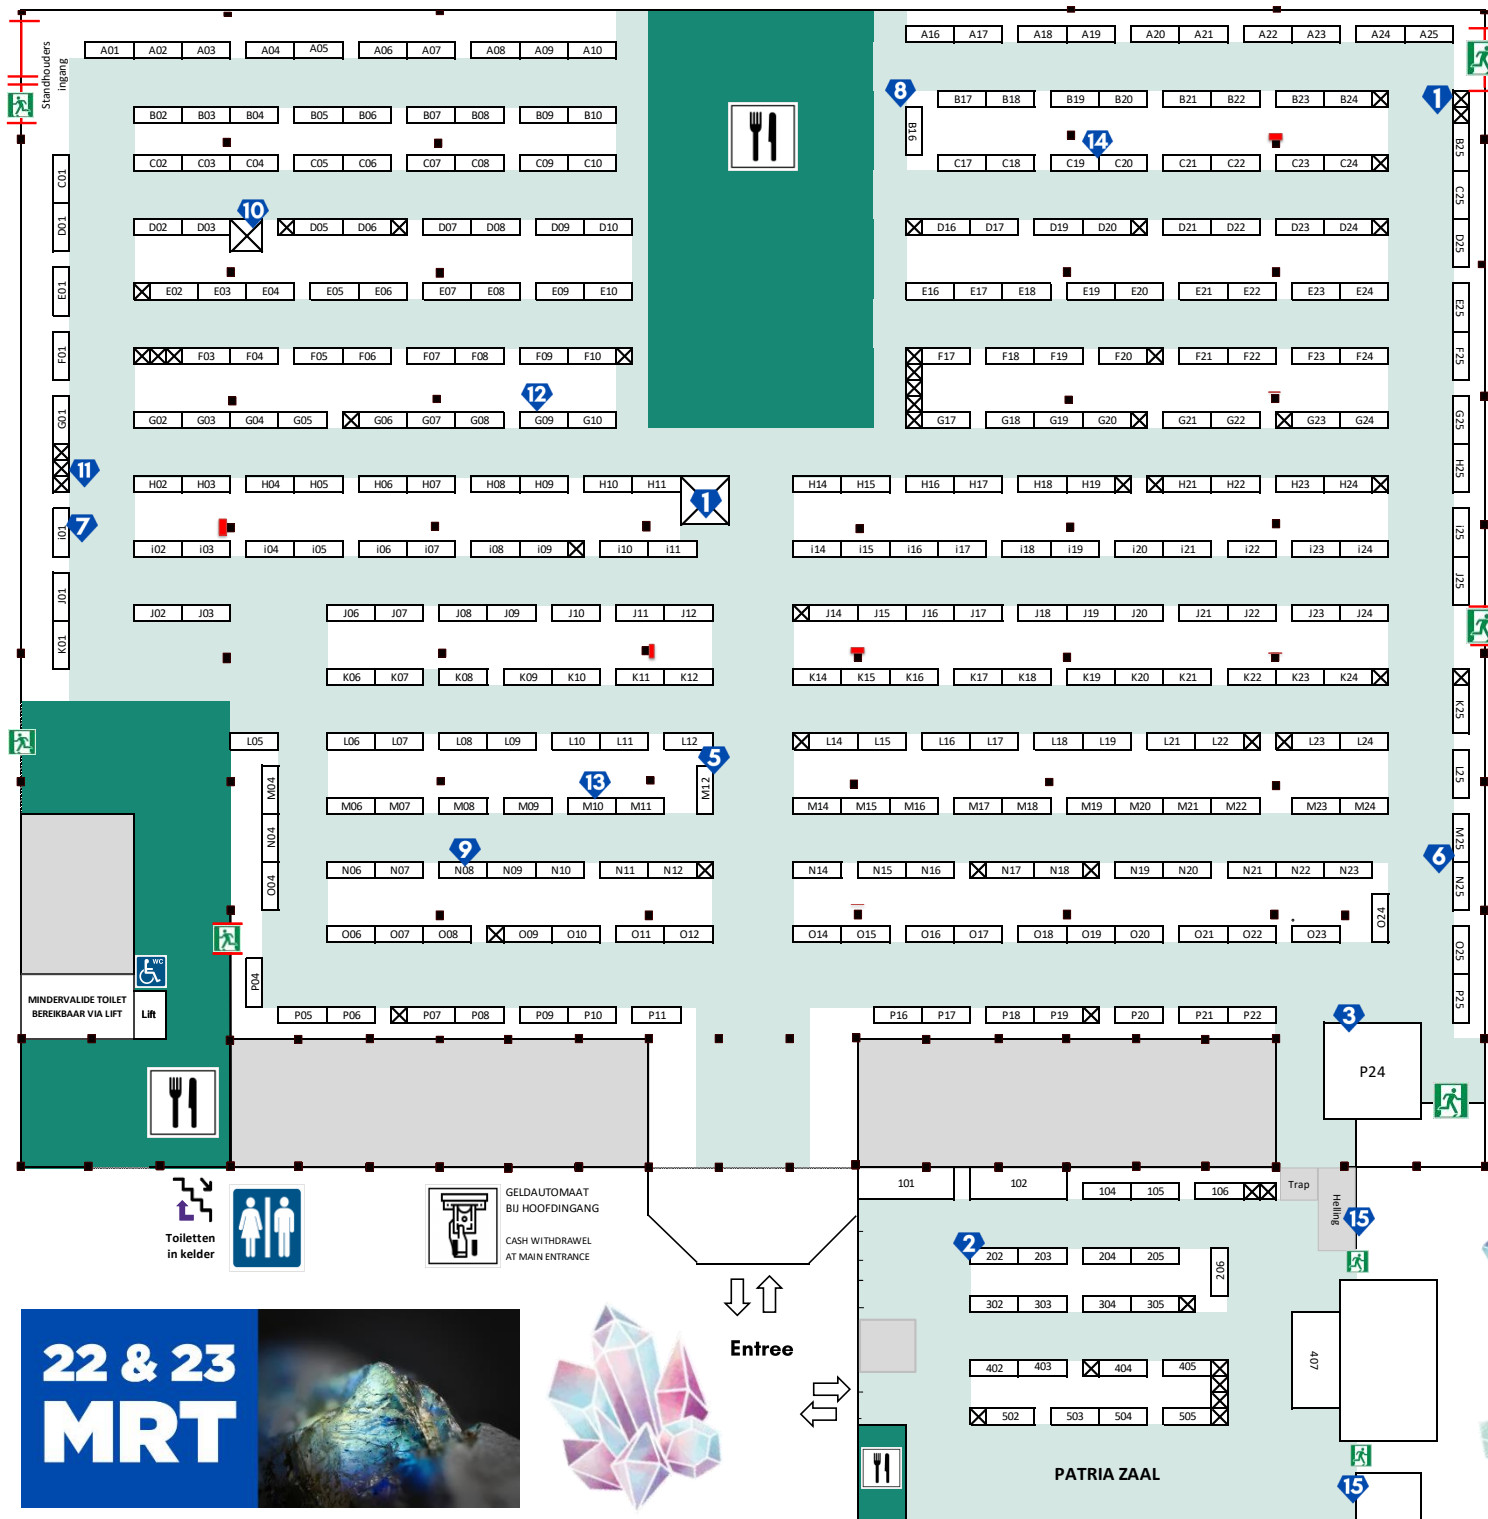 A01 A02 A03 A04 A05 A06 A07 A08 A09 A10
A16 A17 A18 A19 A20 A21 A22 A23 A24 A25
Standhouders
ingang
8
1
B02 B03 B04 B05 B06 B07 B08 B09 B10
B16
B17 B18 B19 B20 B21 B22 B23 B24
B25
14
C01
C02 C03 C04 C05 C06 C07 C08 C09 C10
C17 C18 C19 C20 C21 C22 C23 C24
C25
10
D01
D02 D03 D05 D06 D07 D08 D09 D10
D16 D17 D19 D20 D21 D22 D23 D24
D25
E01
E02 E03 E04 E05 E06 E07 E08 E09 E10
E16 E17 E18 E19 E20 E21 E22 E23 E24
E25
F01
F03 F04 F05 F06 F07 F08 F09 F10
F17 F18 F19 F20 F21 F22 F23 F24
F25
12
G01
G02 G03 G04 G05 G06 G07 G08 G09 G10
G17 G18 G19 G20 G21 G22 G23 G24
G25
11
H02 H03 H04 H05 H06 H07 H08 H09 H10 H11
1
H14 H15 H16 H17 H18 H19 H21 H22 H23 H24
H25
7
i01
i02 i03 i04 i05 i06 i07 i08 i09 i10 i11
i14 i15 i16 i17 i18 i19 i20 i21 i22 i23 i24
i25
J01
J02 J03 J06 J07 J08 J09 J10 J11 J12
J14 J15 J16 J17 J18 J19 J20 J21 J22 J23 J24
J25
K01
K06 K07 K08 K09 K10 K11 K12
K14 K15 K16 K17 K18 K19 K20 K21 K22 K23 K24
K25
L05 L06 L07 L08 L09 L10 L11 L12
L14 L15 L16 L17 L18 L19 L21 L22 L23 L24
L25
5
13
M04
M06 M07 M08 M09 M10 M11 M12
M14 M15 M16 M17 M18 M19 M20 M21 M22 M23 M24
M25
9
6
N04
N06 N07 N08 N09 N10 N11 N12
N14 N15 N16 N17 N18 N19 N20 N21 N22 N23
N25
O04
O06 O07 O08 O09 O10 O11 O12
O14 O15 O16 O17 O18 O19 O20 O21 O22 O23 O24
O25
WC
P04
P05 P06 P07 P08 P09 P10 P11
P16 P17 P18 P19 P20 P21 P22
P25
3
P24
MINDERVALIDE TOILET
BEREIKBAAR VIA LIFT
Lift
Toiletten
in kelder
GELDAUTOMAAT
BIJ HOOFDINGANG
CASH WITHDRAWEL
AT MAIN ENTRANCE
101 102 104 105 106
Trap
Helling
15
2
202 203 204 205 206
302 303 304 305
402 403 404 405
407
502 503 504 505
Entree
PATRIA ZAAL
15
22 & 23
MRT